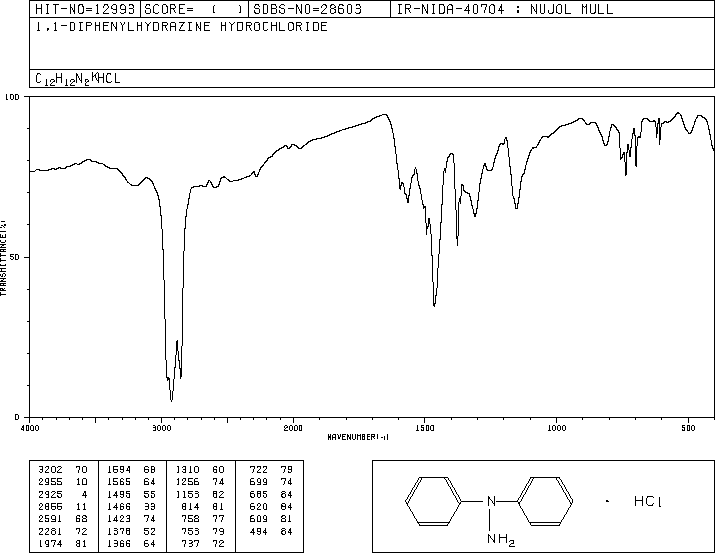 HIT-NO=12993 SCORE= ( ) SDBS-NO=28603 IR-NIDA-40704 : NUJOL MULL
1,1-DIPHENYLHYDRAZINE HYDROCHLORIDE
C12H12N2KHCL
100
50
0
TRANSMITTANCE(%)
4000 3000 2000 1500 1000 500
WAVENUMBER(-1)
3202 70 1594 68 1310 60 722 79
2955 10 1565 64 1256 74 699 74
2925 4 1495 55 1153 62 685 84
2855 11 1466 33 814 81 620 84
2591 68 1423 74 758 77 609 81
2281 72 1378 52 753 79 494 84
1974 81 1366 64 737 72
N
NH2
· HCl